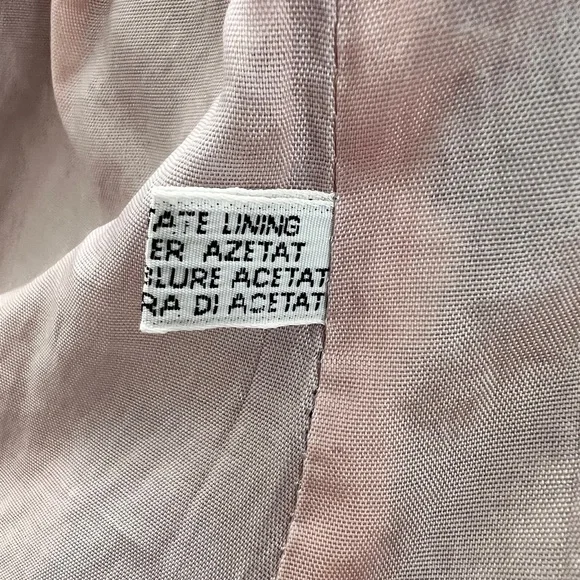 TATE LINING
ER AZETAT
BLURE ACETAT
RA DI ACETAT